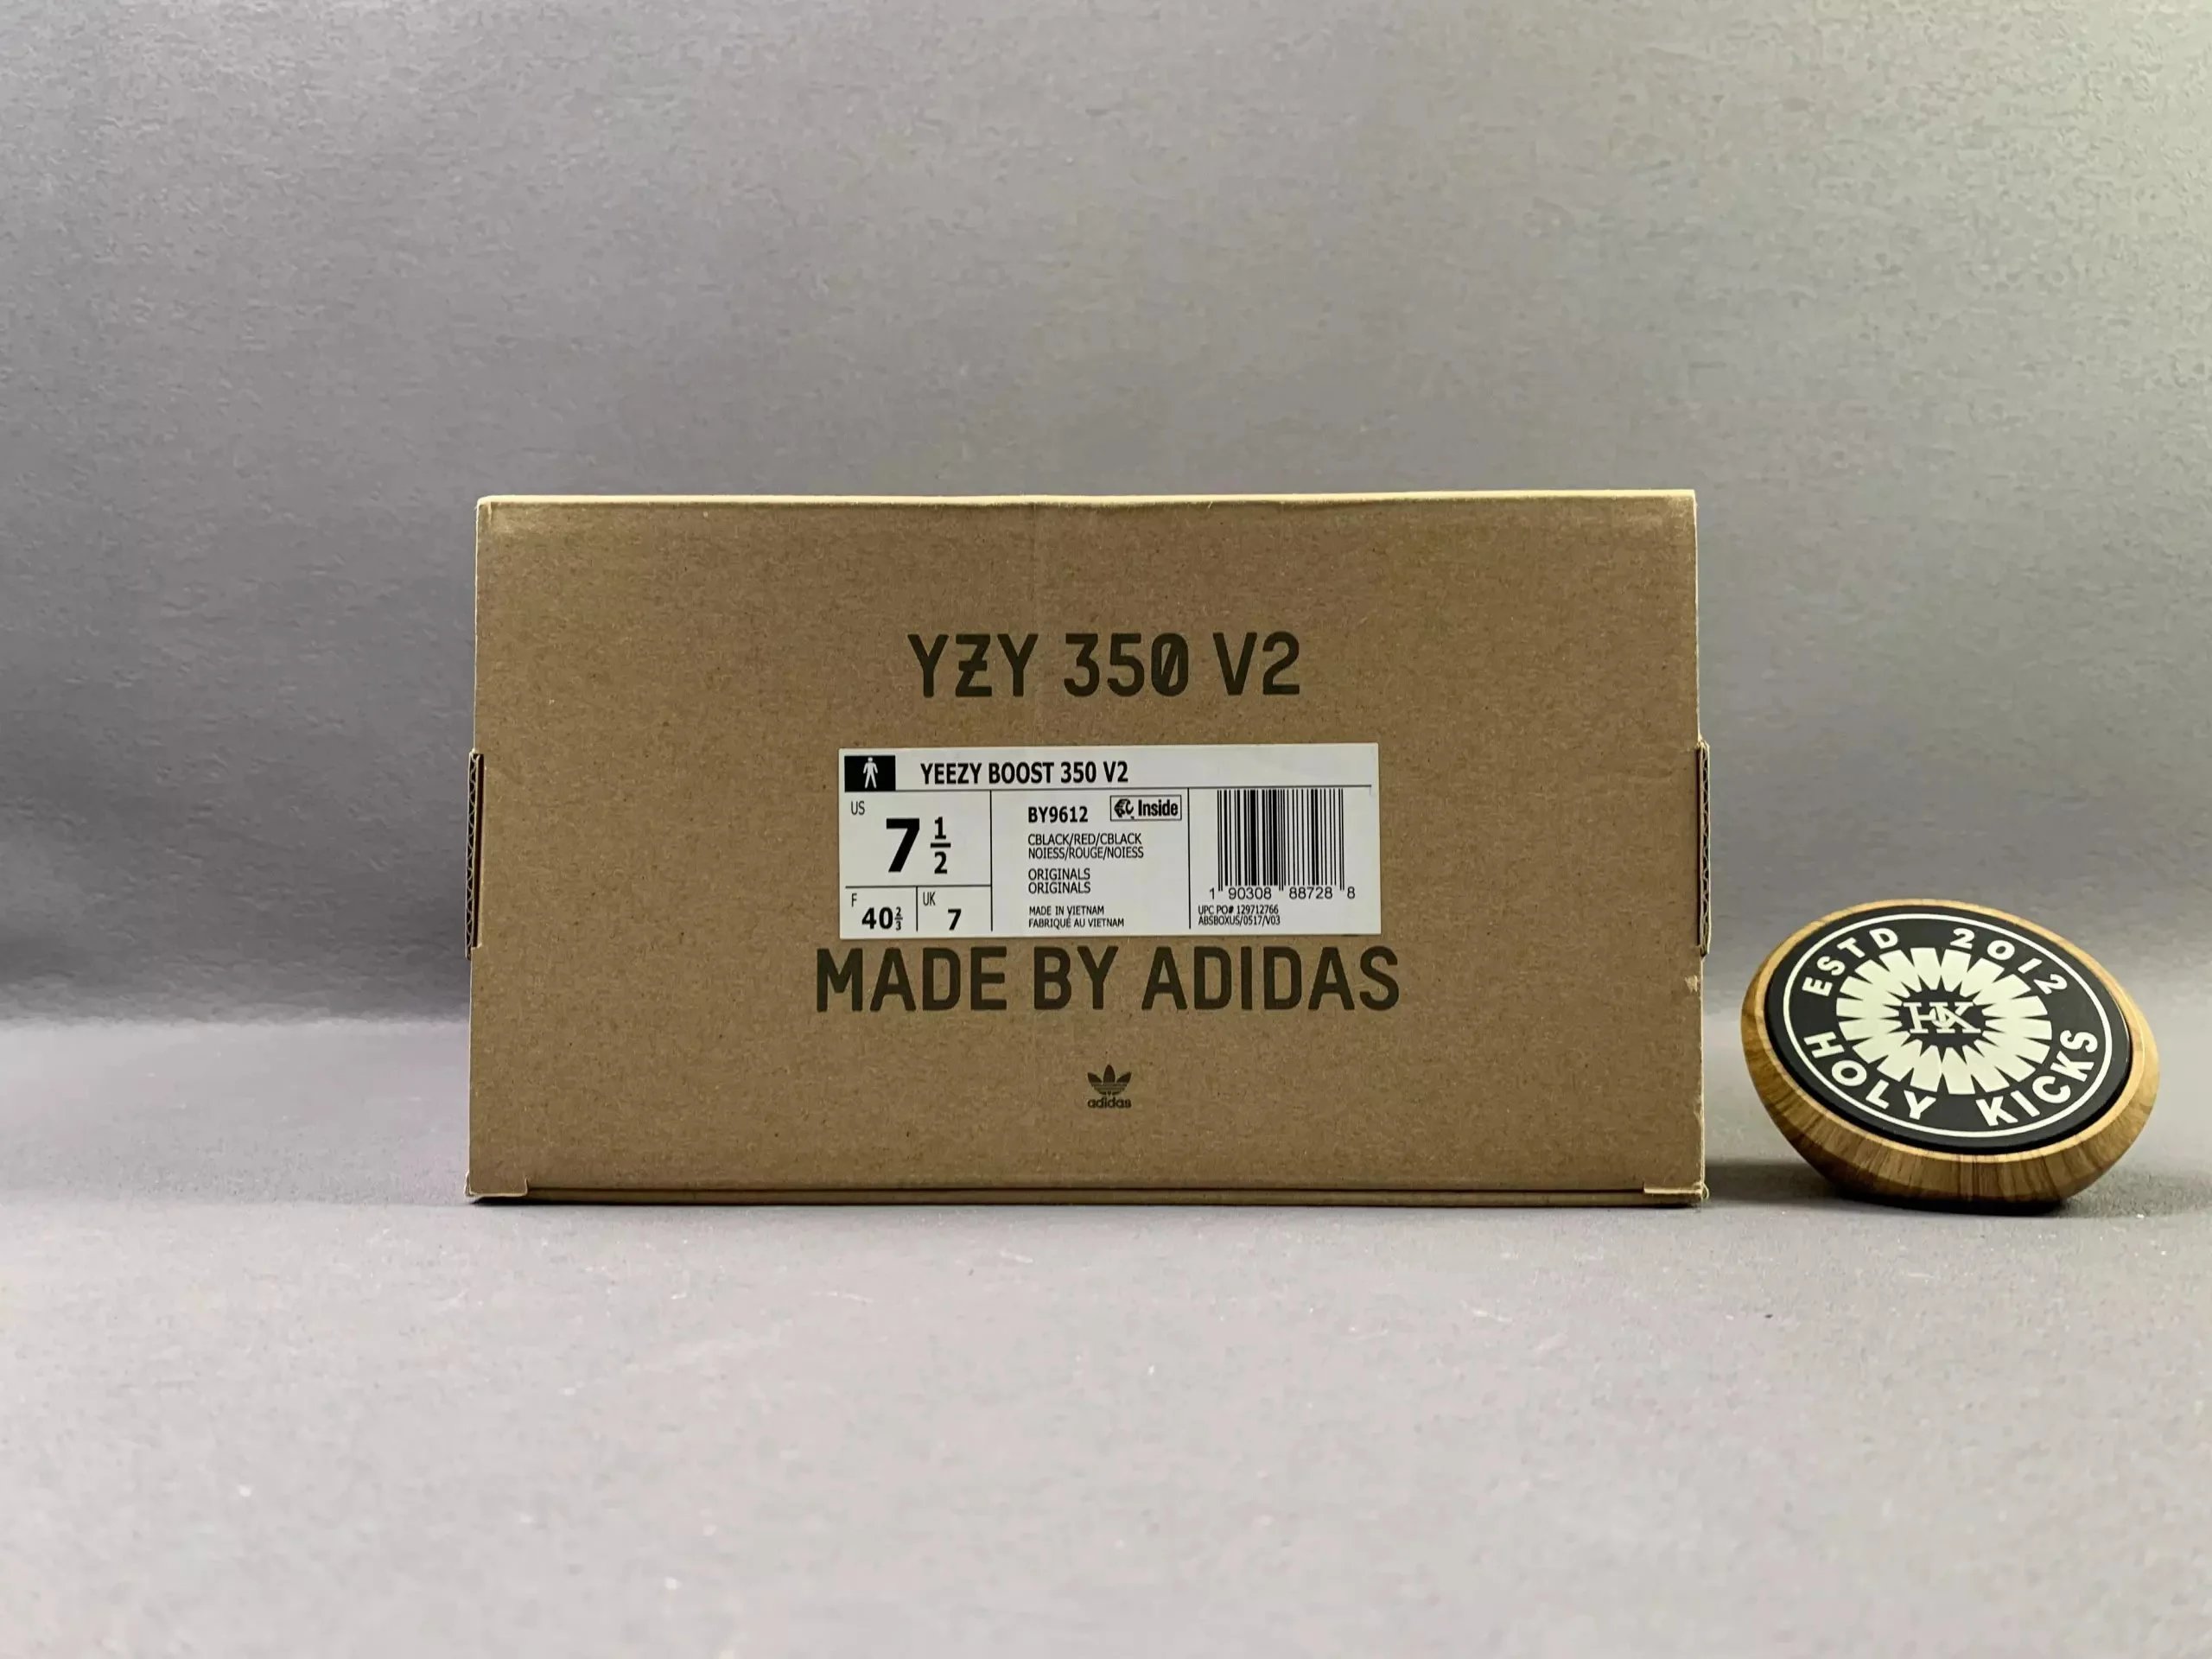 YZY 350 V2
YEEZY BOOST 350 V2
US
7 1/2
F
40 2/3
UK
7
BY9612
Inside
CBLACK/RED/CBLACK
NOIESS/ROUGE/NOIESS
ORIGINALS
ORIGINALS
MADE IN VIETNAM
FABRIQUÉ AU VIETNAM
1 90308 88728 8
UPC PO# 129712766
ABSBOXUS/0517/V03
MADE BY ADIDAS
adidas
ESTD 2012
HK
HOLY KICKS